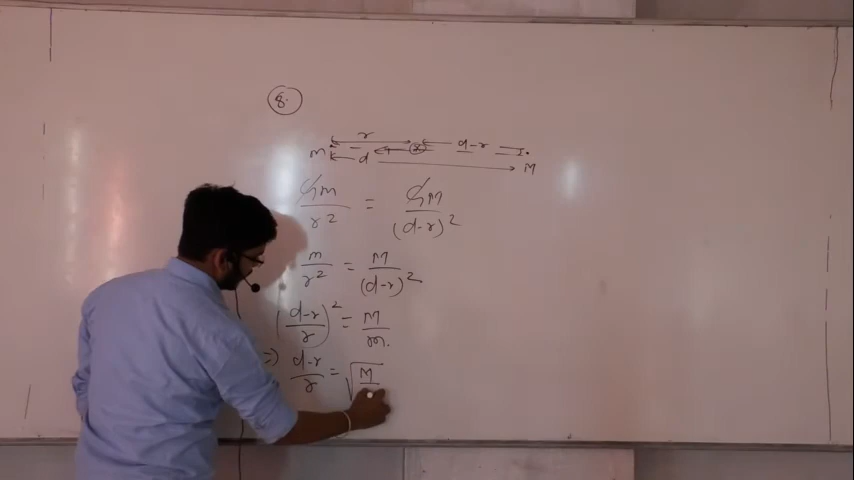 8.
r
d-r
m d M
Gm/r² = GM/(d-r)²
m/r² = M/(d-r)²
(d-r/r)² = M/m.
=> d-r/r = √M